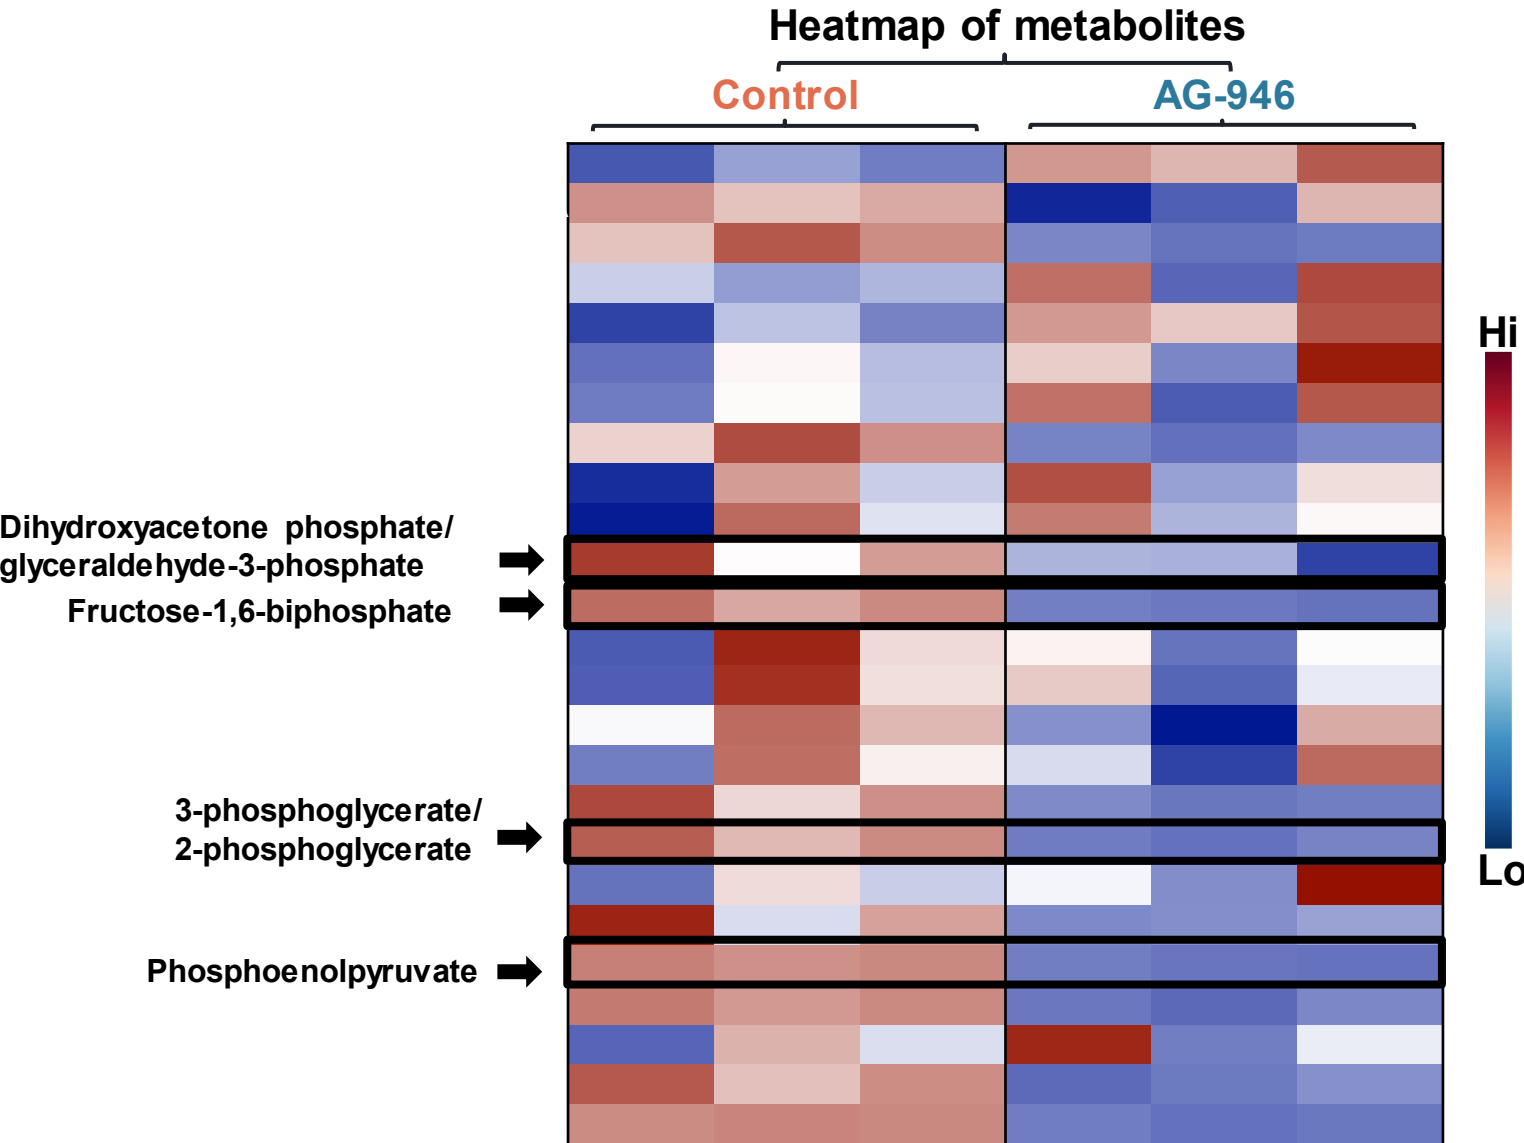 Heatmap of metabolites
Control
AG-946
Hi
Dihydroxyacetone phosphate/
glyceraldehyde-3-phosphate
Fructose-1,6-biphosphate
3-phosphoglycerate/
2-phosphoglycerate
Lo
Phosphoenolpyruvate